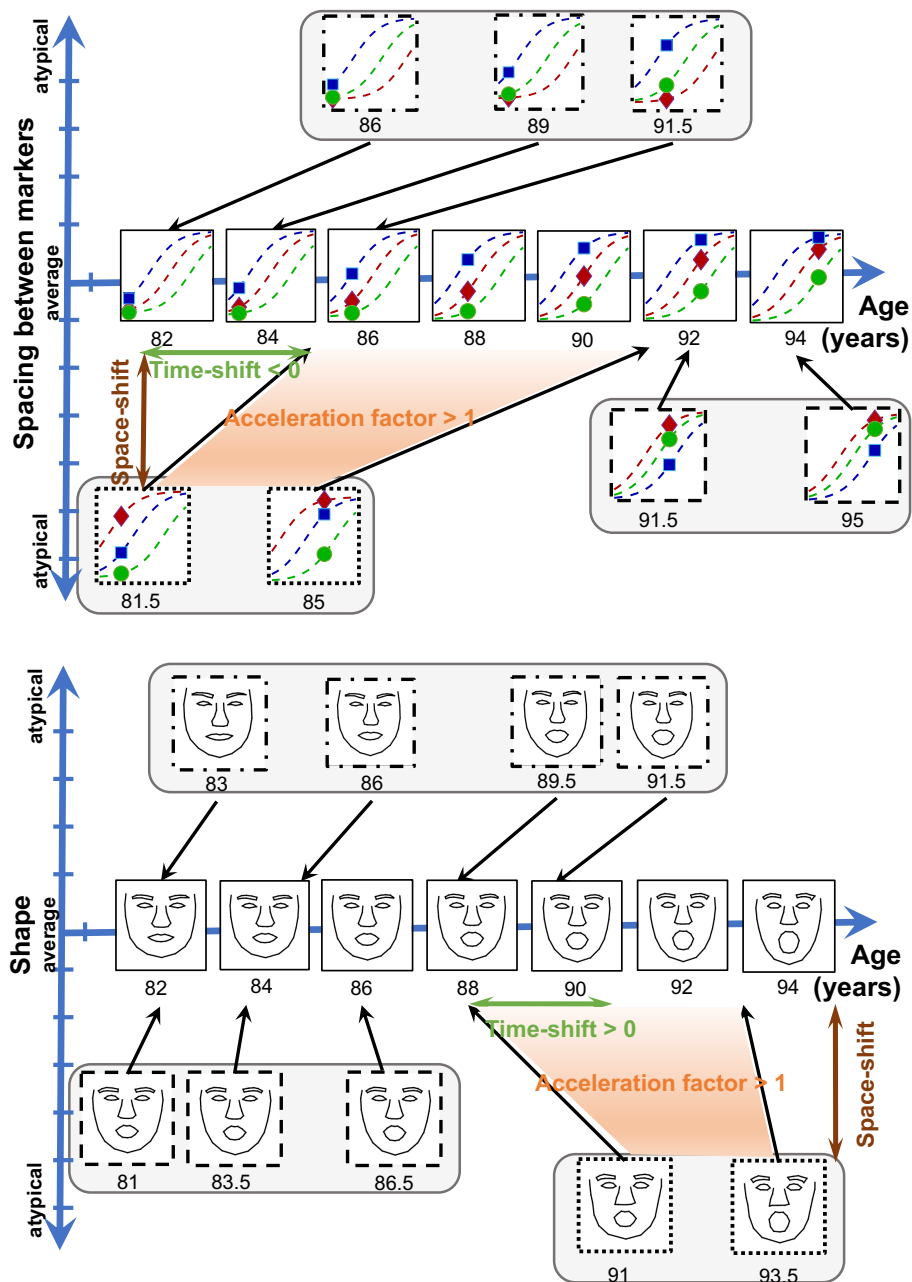 atypical
86
89
91.5
Spacing between markers
average
82
84
86
88
90
92
94
Age
(years)
Time-shift < 0
Space-shift
Acceleration factor > 1
91.5
95
atypical
81.5
85
atypical
83
86
89.5
91.5
Shape
average
82
84
86
88
90
92
94
Age
(years)
Time-shift > 0
Acceleration factor > 1
Space-shift
81
83.5
86.5
atypical
91
93.5